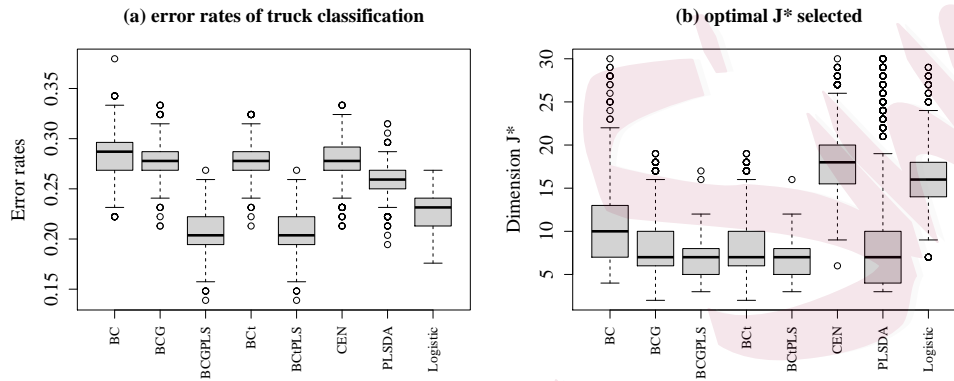 (a) error rates of truck classification
Error rates
0.15
0.20
0.25
0.30
0.35
BC
BCG
BCGPLS
BCt
BCtPLS
CEN
PLSDA
Logistic
(b) optimal J* selected
Dimension J*
5
10
15
20
25
30
BC
BCG
BCGPLS
BCt
BCtPLS
CEN
PLSDA
Logistic